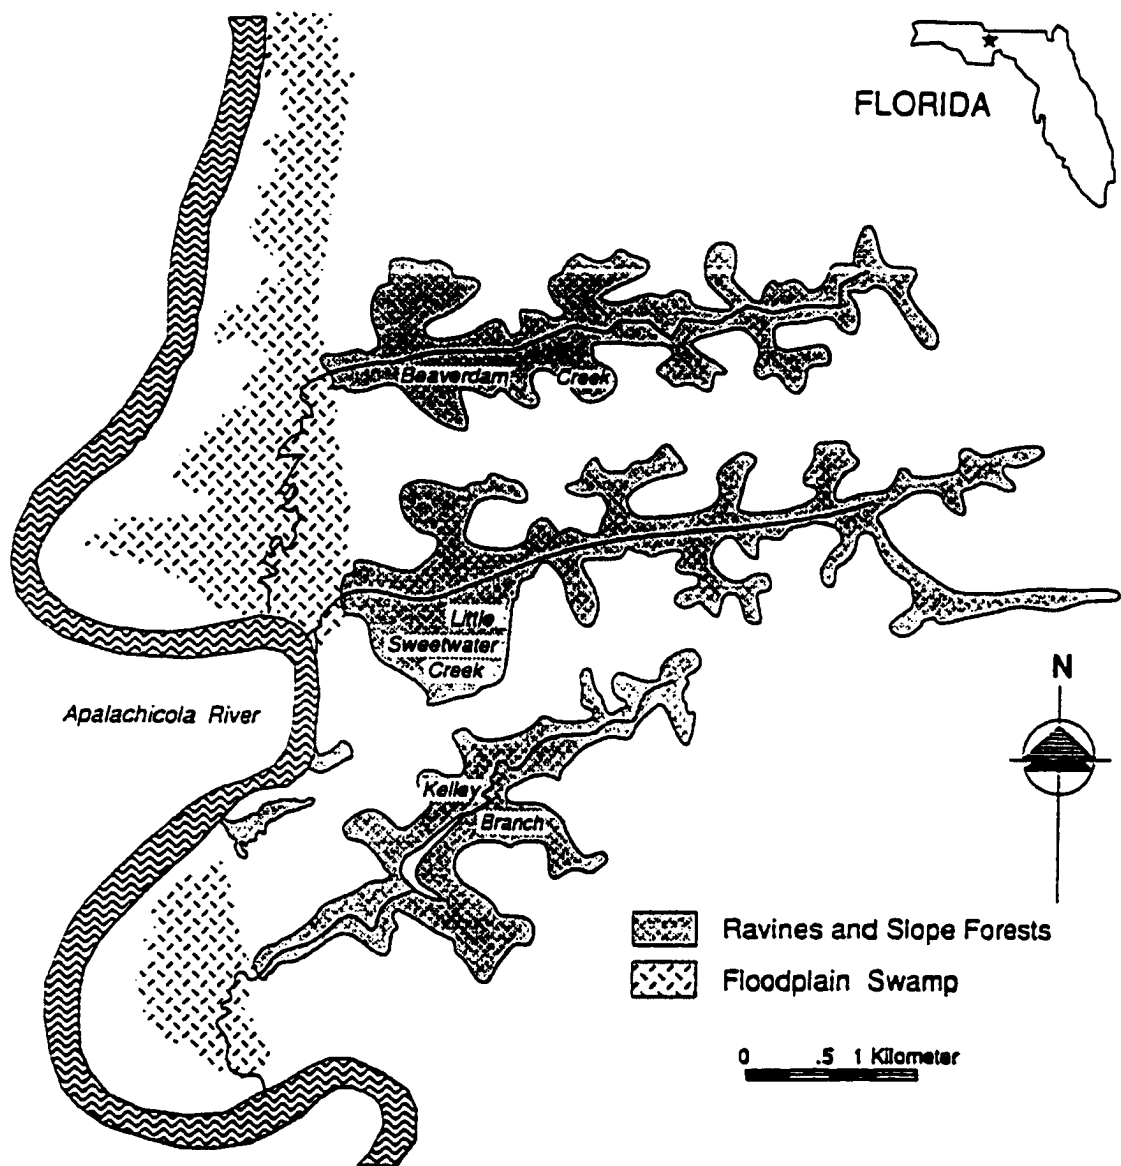 FLORIDA
Beaverdam Creek
Little
Sweetwater
Creek
N
Apalachicola River
Kelley
Branch
Ravines and Slope Forests
Floodplain Swamp
0 .5 1 Kilometer